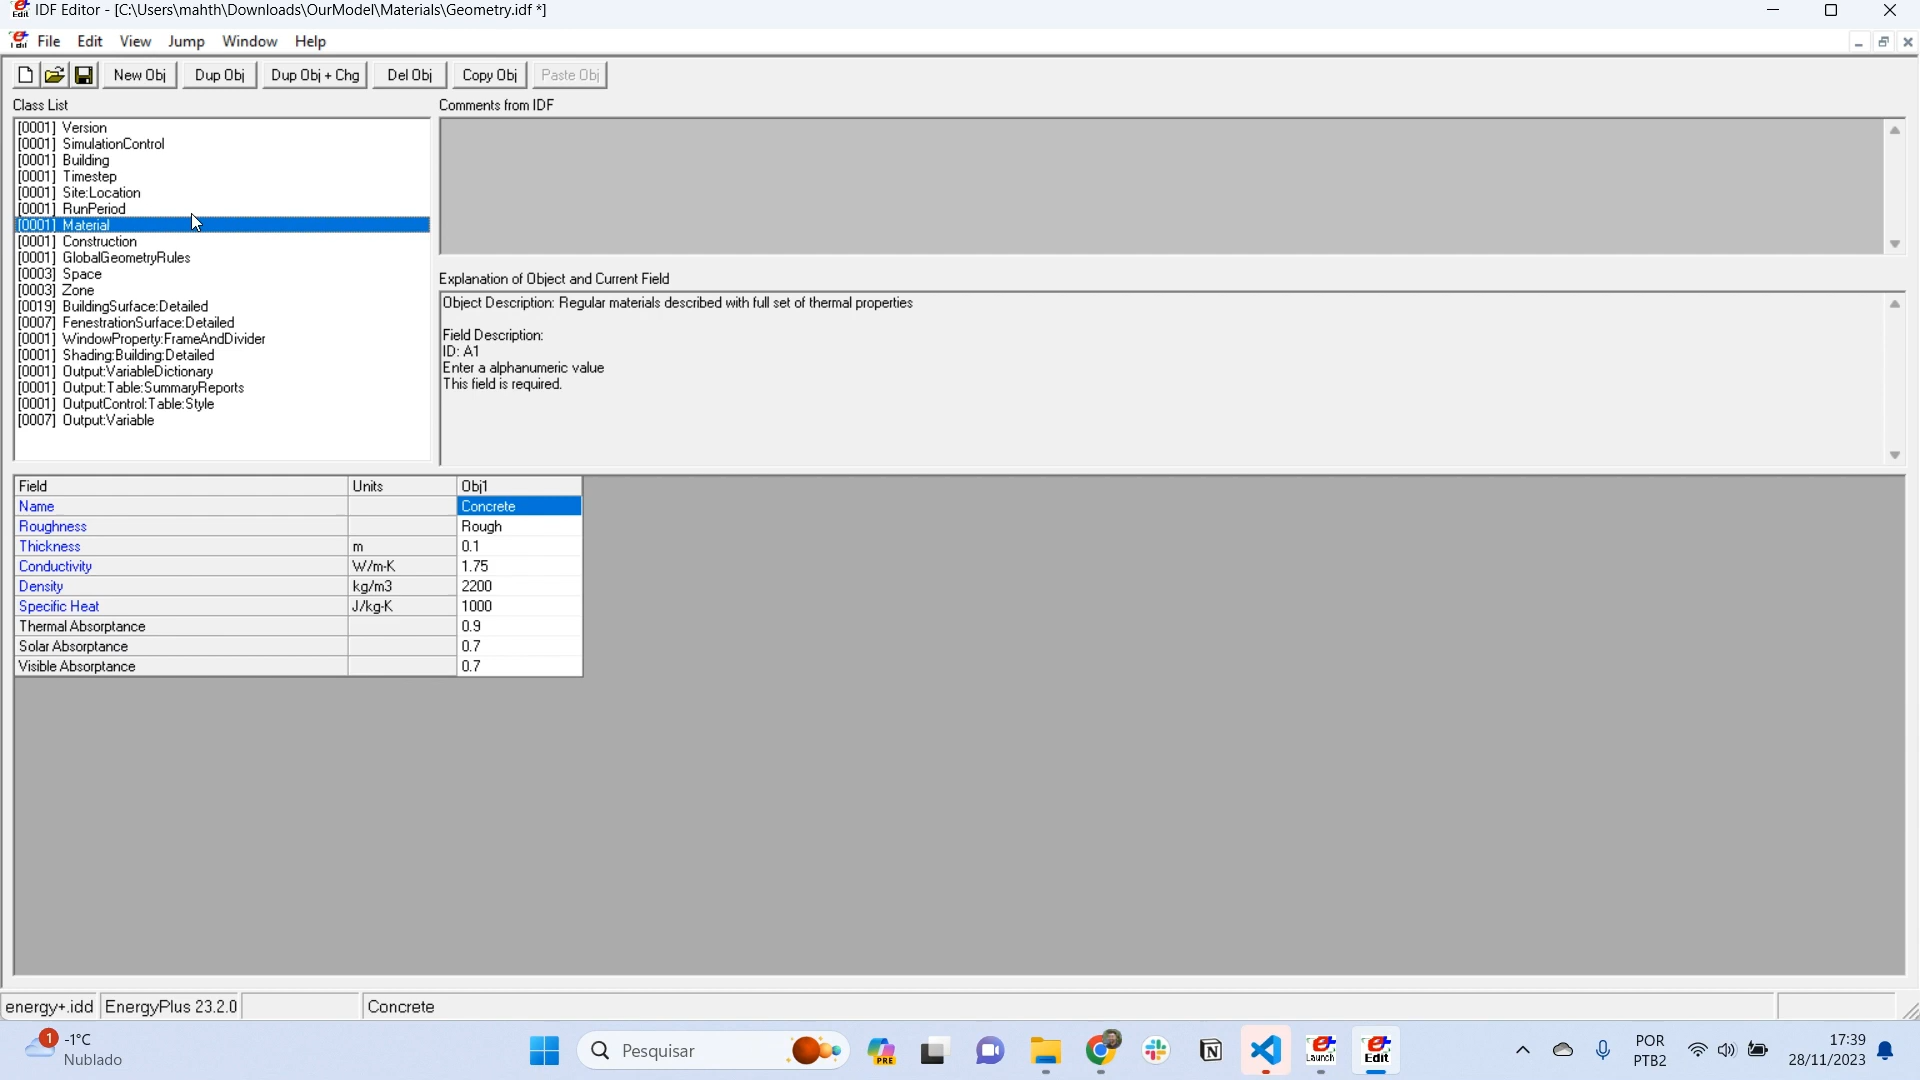 IDF Editor - [C:\Users\mahth\Downloads\OurModel\Materials\Geometry.idf *]
File Edit View Jump Window Help
New Obj Dup Obj Dup Obj + Chg Del Obj Copy Obj Paste Obj
Class List
Comments from IDF
[0001] Version
[0001] SimulationControl
[0001] Building
[0001] Timestep
[0001] Site:Location
[0001] RunPeriod
[0001] Material
[0001] Construction
[0001] GlobalGeometryRules
[0003] Space
[0003] Zone
[0019] BuildingSurface:Detailed
[0007] FenestrationSurface:Detailed
[0001] WindowProperty:FrameAndDivider
[0001] Shading:Building:Detailed
[0001] Output:VariableDictionary
[0001] Output:Table:SummaryReports
[0001] OutputControl:Table:Style
[0007] Output:Variable
Explanation of Object and Current Field
Object Description: Regular materials described with full set of thermal properties
Field Description:
ID: A1
Enter a alphanumeric value
This field is required.
Field Units Obj1
Name Concrete
Roughness Rough
Thickness m 0.1
Conductivity W/m-K 1.75
Density kg/m3 2200
Specific Heat J/kg-K 1000
Thermal Absorptance 0.9
Solar Absorptance 0.7
Visible Absorptance 0.7
energy+.idd EnergyPlus 23.2.0 Concrete
1 -1°C
Nublado
Pesquisar
PRE
Launch
Edit
POR
PTB2
17:39
28/11/2023